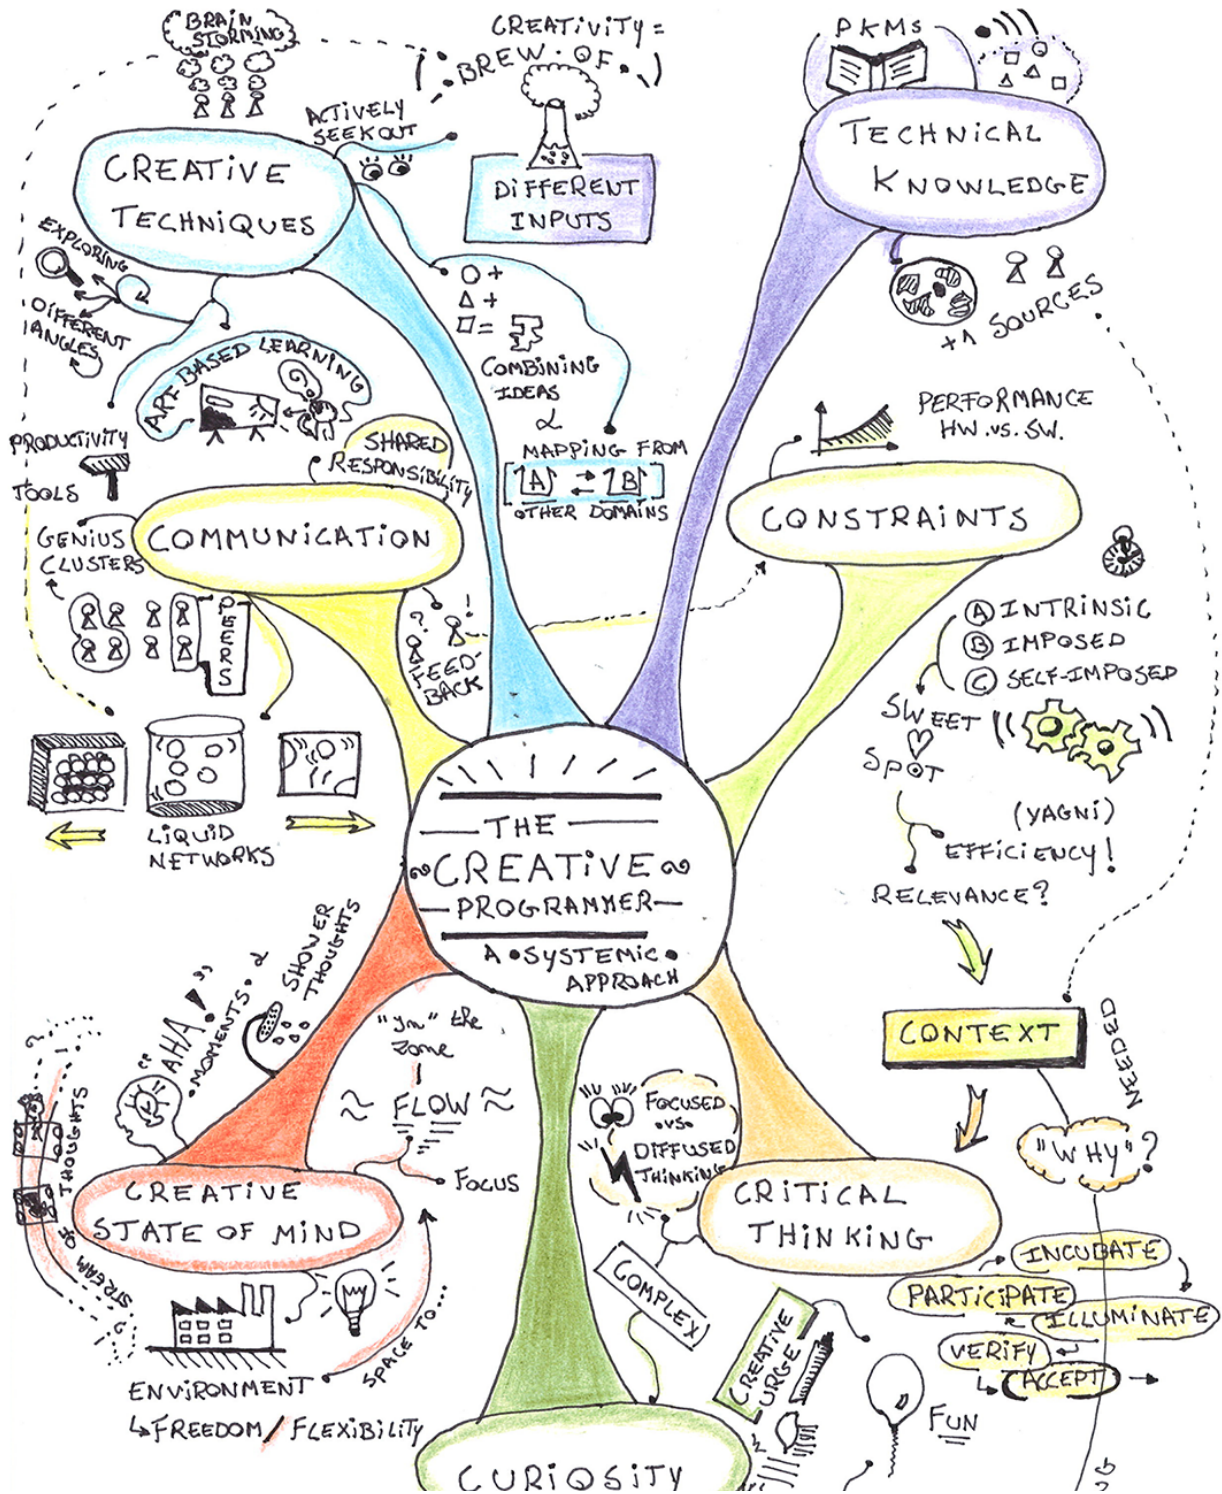 BRAIN
STORMING
CREATIVITY =
BREW · OF
ACTIVELY
SEEK OUT
DIFFERENT
INPUTS
CREATIVE
TECHNIQUES
EXPLORING
DIFFERENT
ANGLES
ART BASED LEARNING
PRODUCTIVITY
TOOLS
COMBINING
IDEAS
&
MAPPING FROM
A B
OTHER DOMAINS
PKMs
TECHNICAL
KNOWLEDGE
+1 SOURCES
PERFORMANCE
HW.vs.SW.
CONSTRAINTS
A INTRINSIC
B IMPOSED
C SELF-IMPOSED
SWEET
SPOT
(YAGNI)
EFFICIENCY!
RELEVANCE?
CONTEXT
NEEDED
"WHY"?
SHARED
RESPONSIBILITY
COMMUNICATION
GENIUS
CLUSTERS
PEERS
? !
FEED-
BACK
LIQUID
NETWORKS
THE
CREATIVE
PROGRAMMER
A • SYSTEMIC •
APPROACH
"AHA!"
MOMENTS. &
SHOWER
THOUGHTS
"in" the
zone
FLOW
FOCUS
STREAM OF THOUGHTS
CREATIVE
STATE OF MIND
ENVIRONMENT
FREEDOM / FLEXIBILITY
SPACE TO...
FOCUSED
.vs.
DIFFUSED
THINKING
CRITICAL
THINKING
COMPLEX
INCUBATE
PARTICIPATE
ILLUMINATE
VERIFY
ACCEPT
CREATIVE
URGE
FUN
CURIOSITY